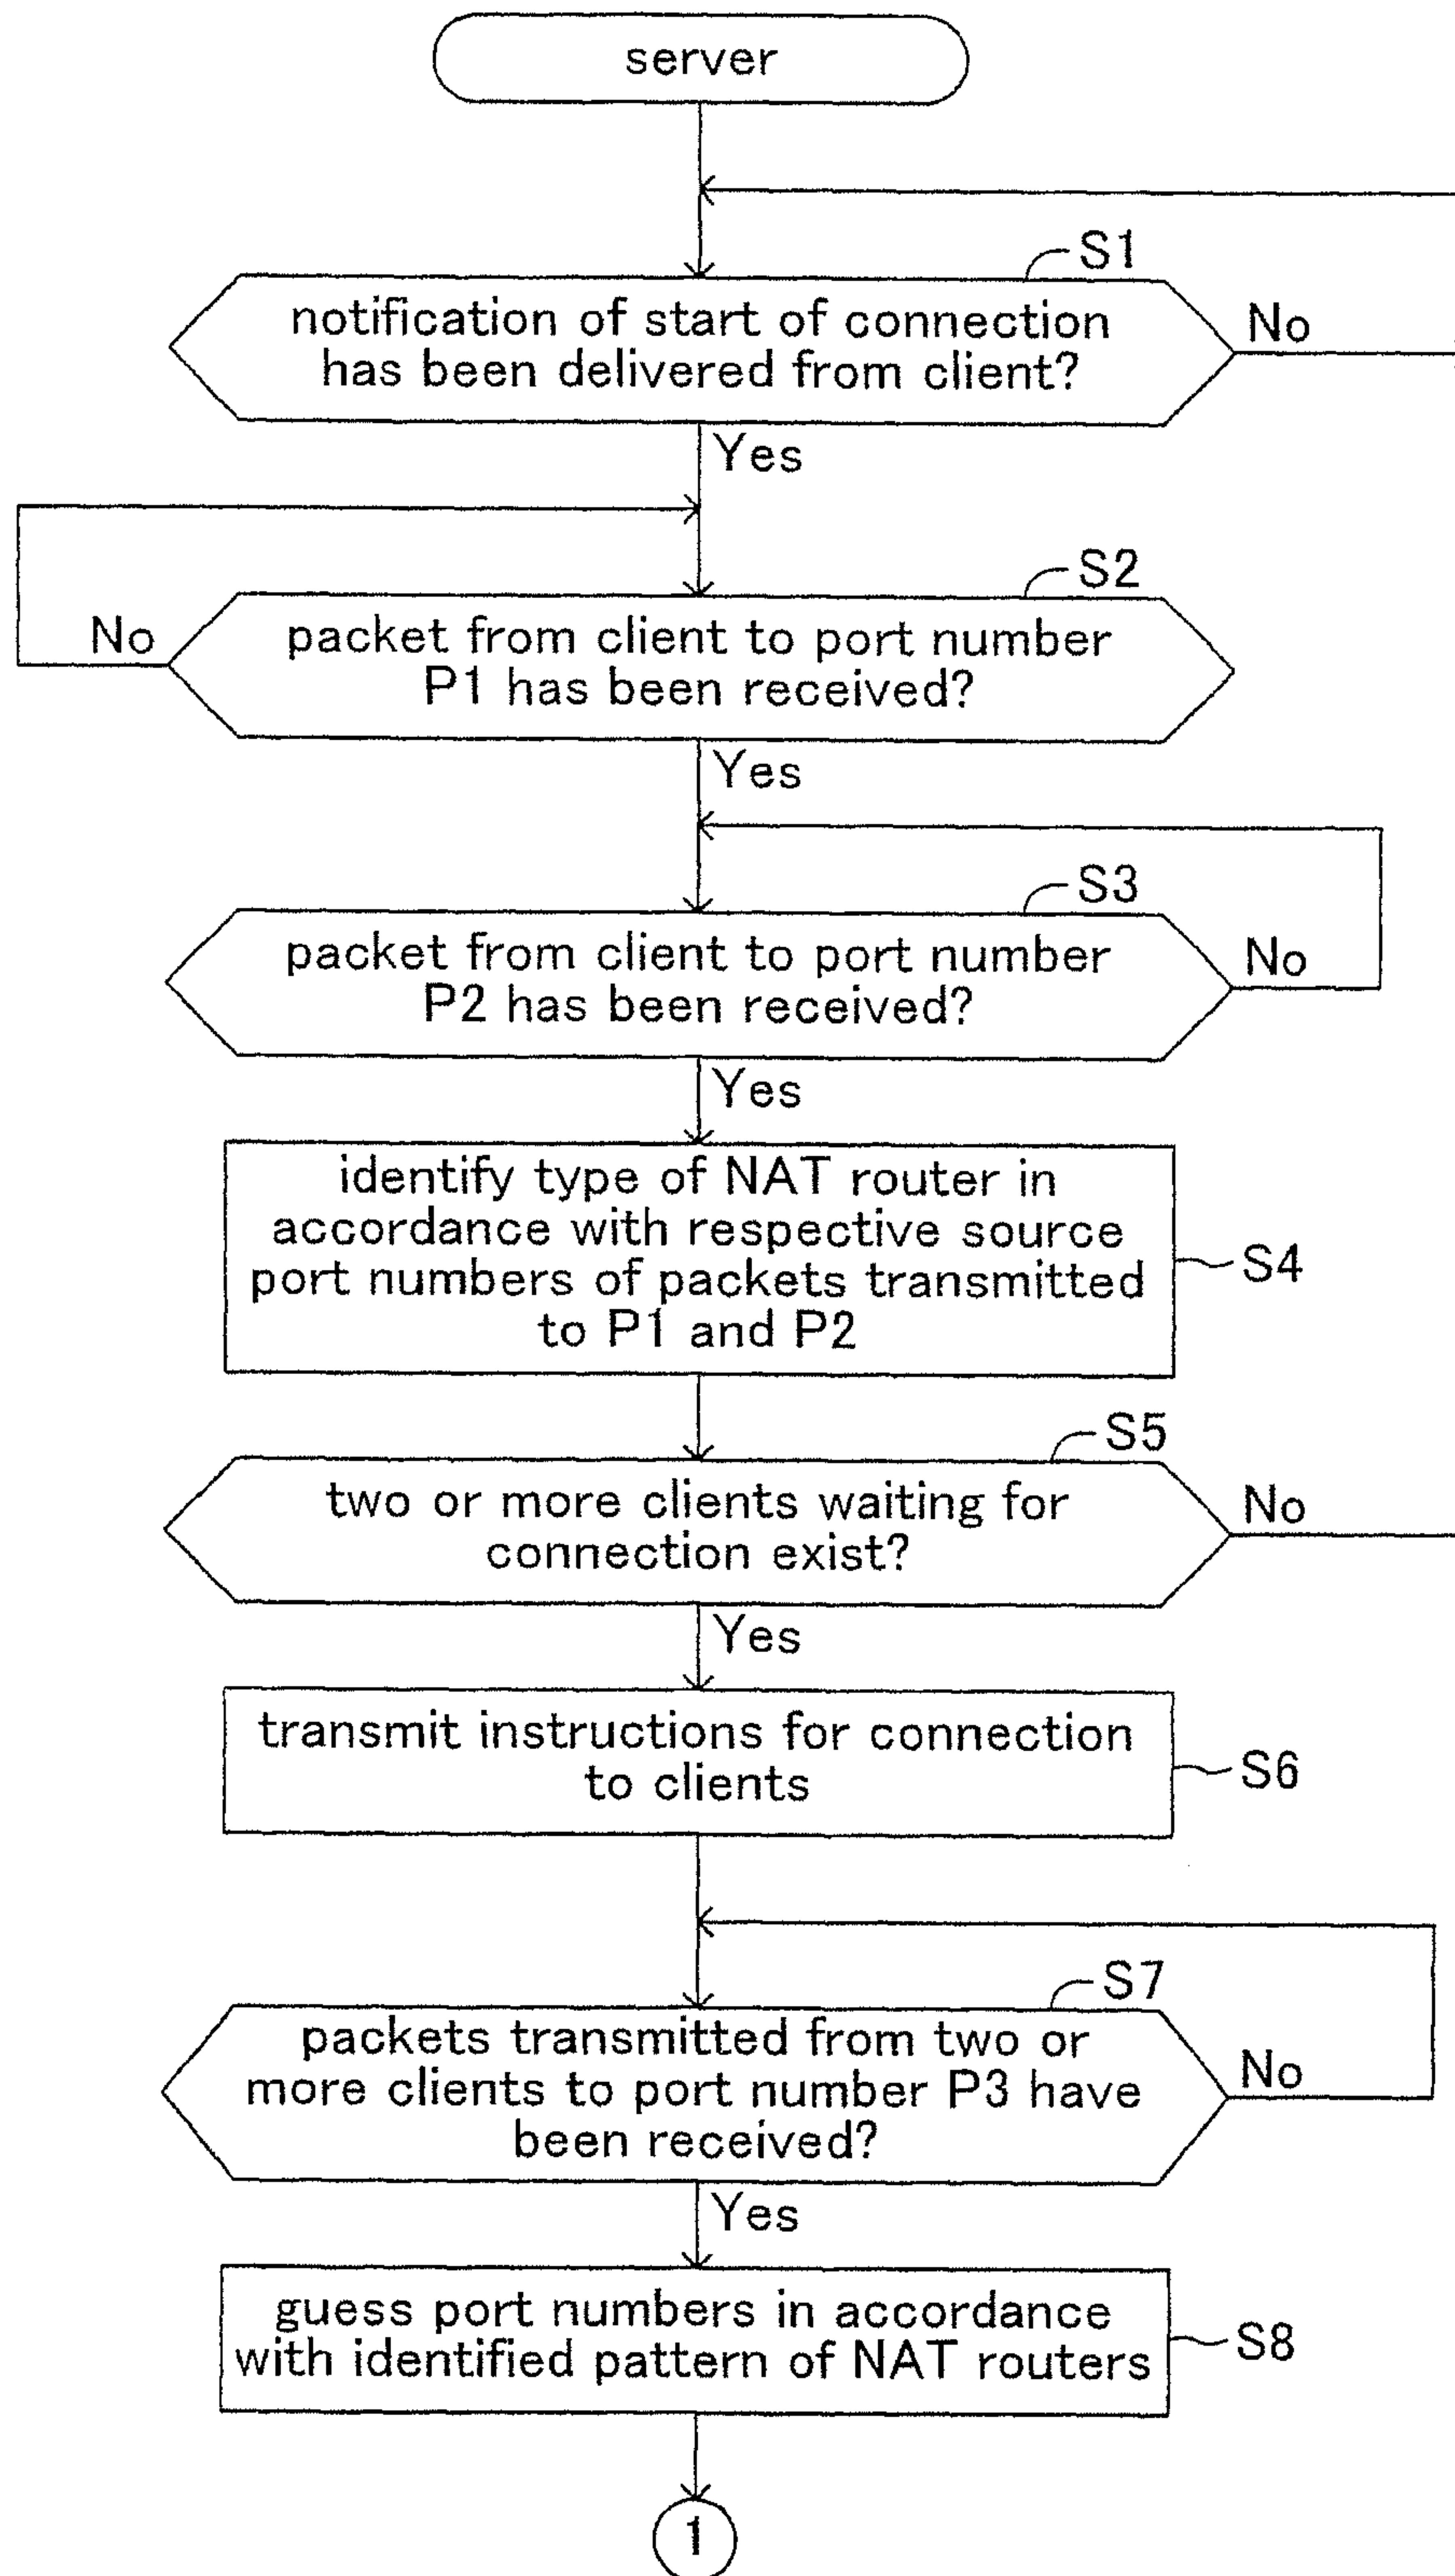 server
S1
notification of start of connection
has been delivered from client?
No
Yes
S2
packet from client to port number
P1 has been received?
No
Yes
S3
packet from client to port number
P2 has been received?
No
Yes
identify type of NAT router in
accordance with respective source
port numbers of packets transmitted
to P1 and P2
S4
S5
two or more clients waiting for
connection exist?
No
Yes
transmit instructions for connection
to clients
S6
S7
packets transmitted from two or
more clients to port number P3 have
been received?
No
Yes
guess port numbers in accordance
with identified pattern of NAT routers
S8
1